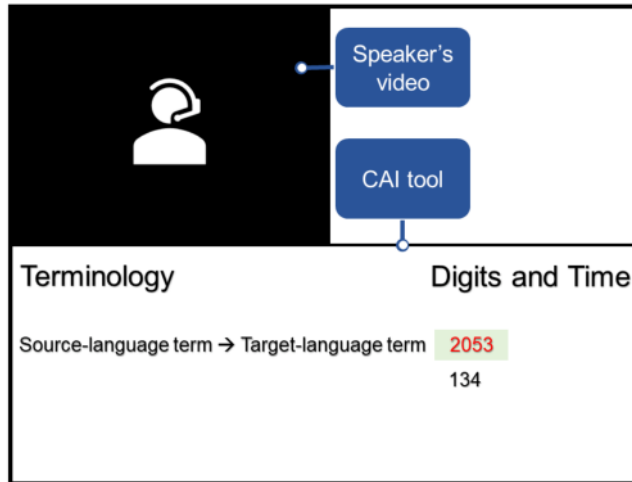 Speaker's
video
CAI tool
Terminology
Digits and Time
Source-language term → Target-language term
2053
134